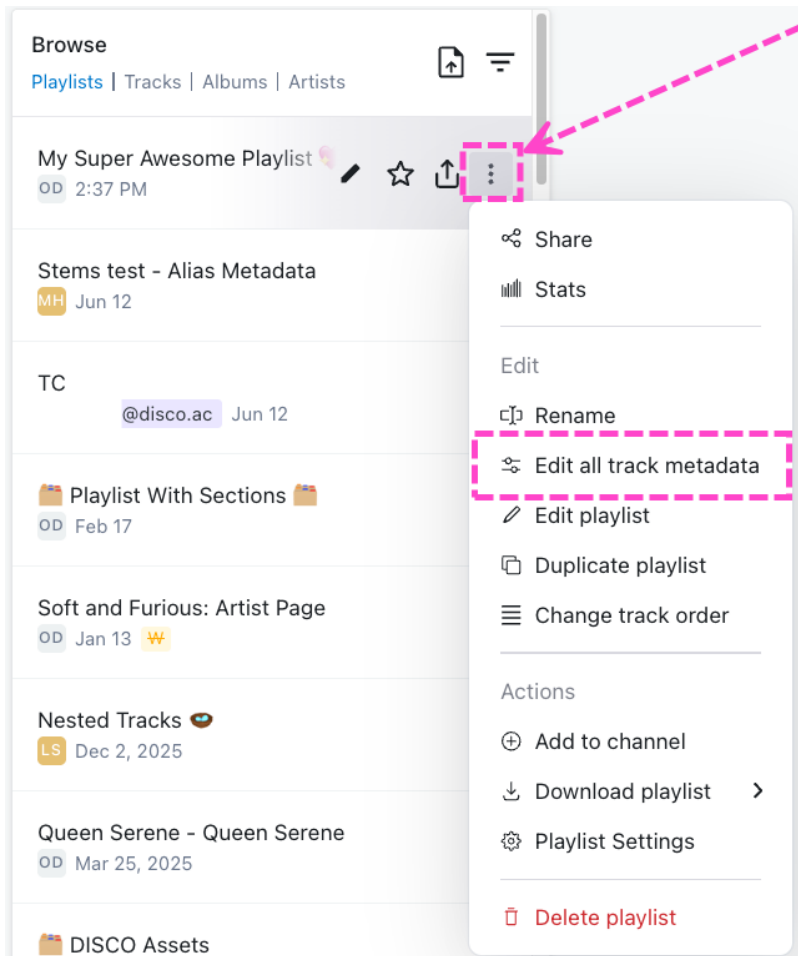 Browse
Playlists | Tracks | Albums | Artists
My Super Awesome Playlist
OD 2:37 PM
Stems test - Alias Metadata
MH Jun 12
TC
@disco.ac Jun 12
Playlist With Sections
OD Feb 17
Soft and Furious: Artist Page
OD Jan 13 ₩
Nested Tracks
LS Dec 2, 2025
Queen Serene - Queen Serene
OD Mar 25, 2025
DISCO Assets
Share
Stats
Edit
Rename
Edit all track metadata
Edit playlist
Duplicate playlist
Change track order
Actions
Add to channel
Download playlist
Playlist Settings
Delete playlist